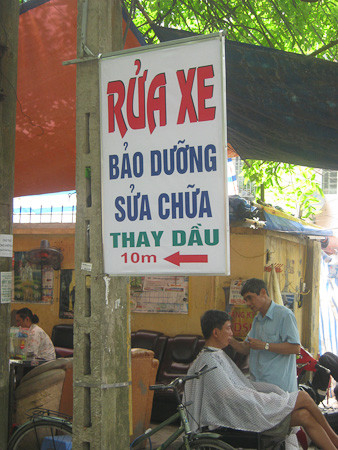 RỬA XE
BẢO DƯỠNG
SỬA CHỮA
THAY DẦU
10m